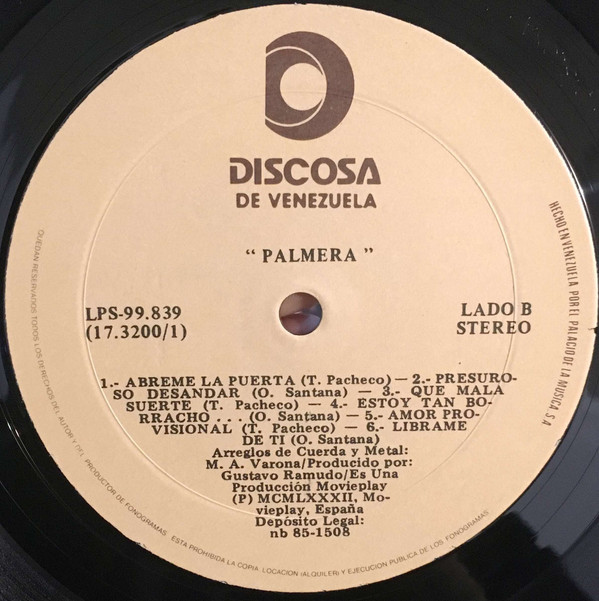 DISCOSA
DE VENEZUELA
“ PALMERA ”
LPS-99.839
(17.3200/1)
LADO B
STEREO
1.- ABREME LA PUERTA (T. Pacheco) — 2.- PRESURO-
SO DESANDAR (O. Santana) — 3.- QUE MALA
SUERTE (T. Pacheco) — 4.- ESTOY TAN BO-
RRACHO . . . (O. Santana) — 5.- AMOR PRO-
VISIONAL (T. Pacheco) — 6.- LIBRAME
DE TI (O. Santana)
Arreglos de Cuerda y Metal:
M. A. Varona/Producido por:
Gustavo Ramudo/Es Una
Producción Movieplay
(P) MCMLXXXII, Mo-
vieplay, España
Depósito Legal:
nb 85-1508
QUEDAN RESERVADOS TODOS LOS DERECHOS DEL AUTOR Y DEL PRODUCTOR DE FONOGRAMAS. ESTA PROHIBIDA LA COPIA, LOCACION (ALQUILER) Y EJECUCION PUBLICA DE LOS FONOGRAMAS.
HECHO EN VENEZUELA POR EL PALACIO DE LA MUSICA S.A.